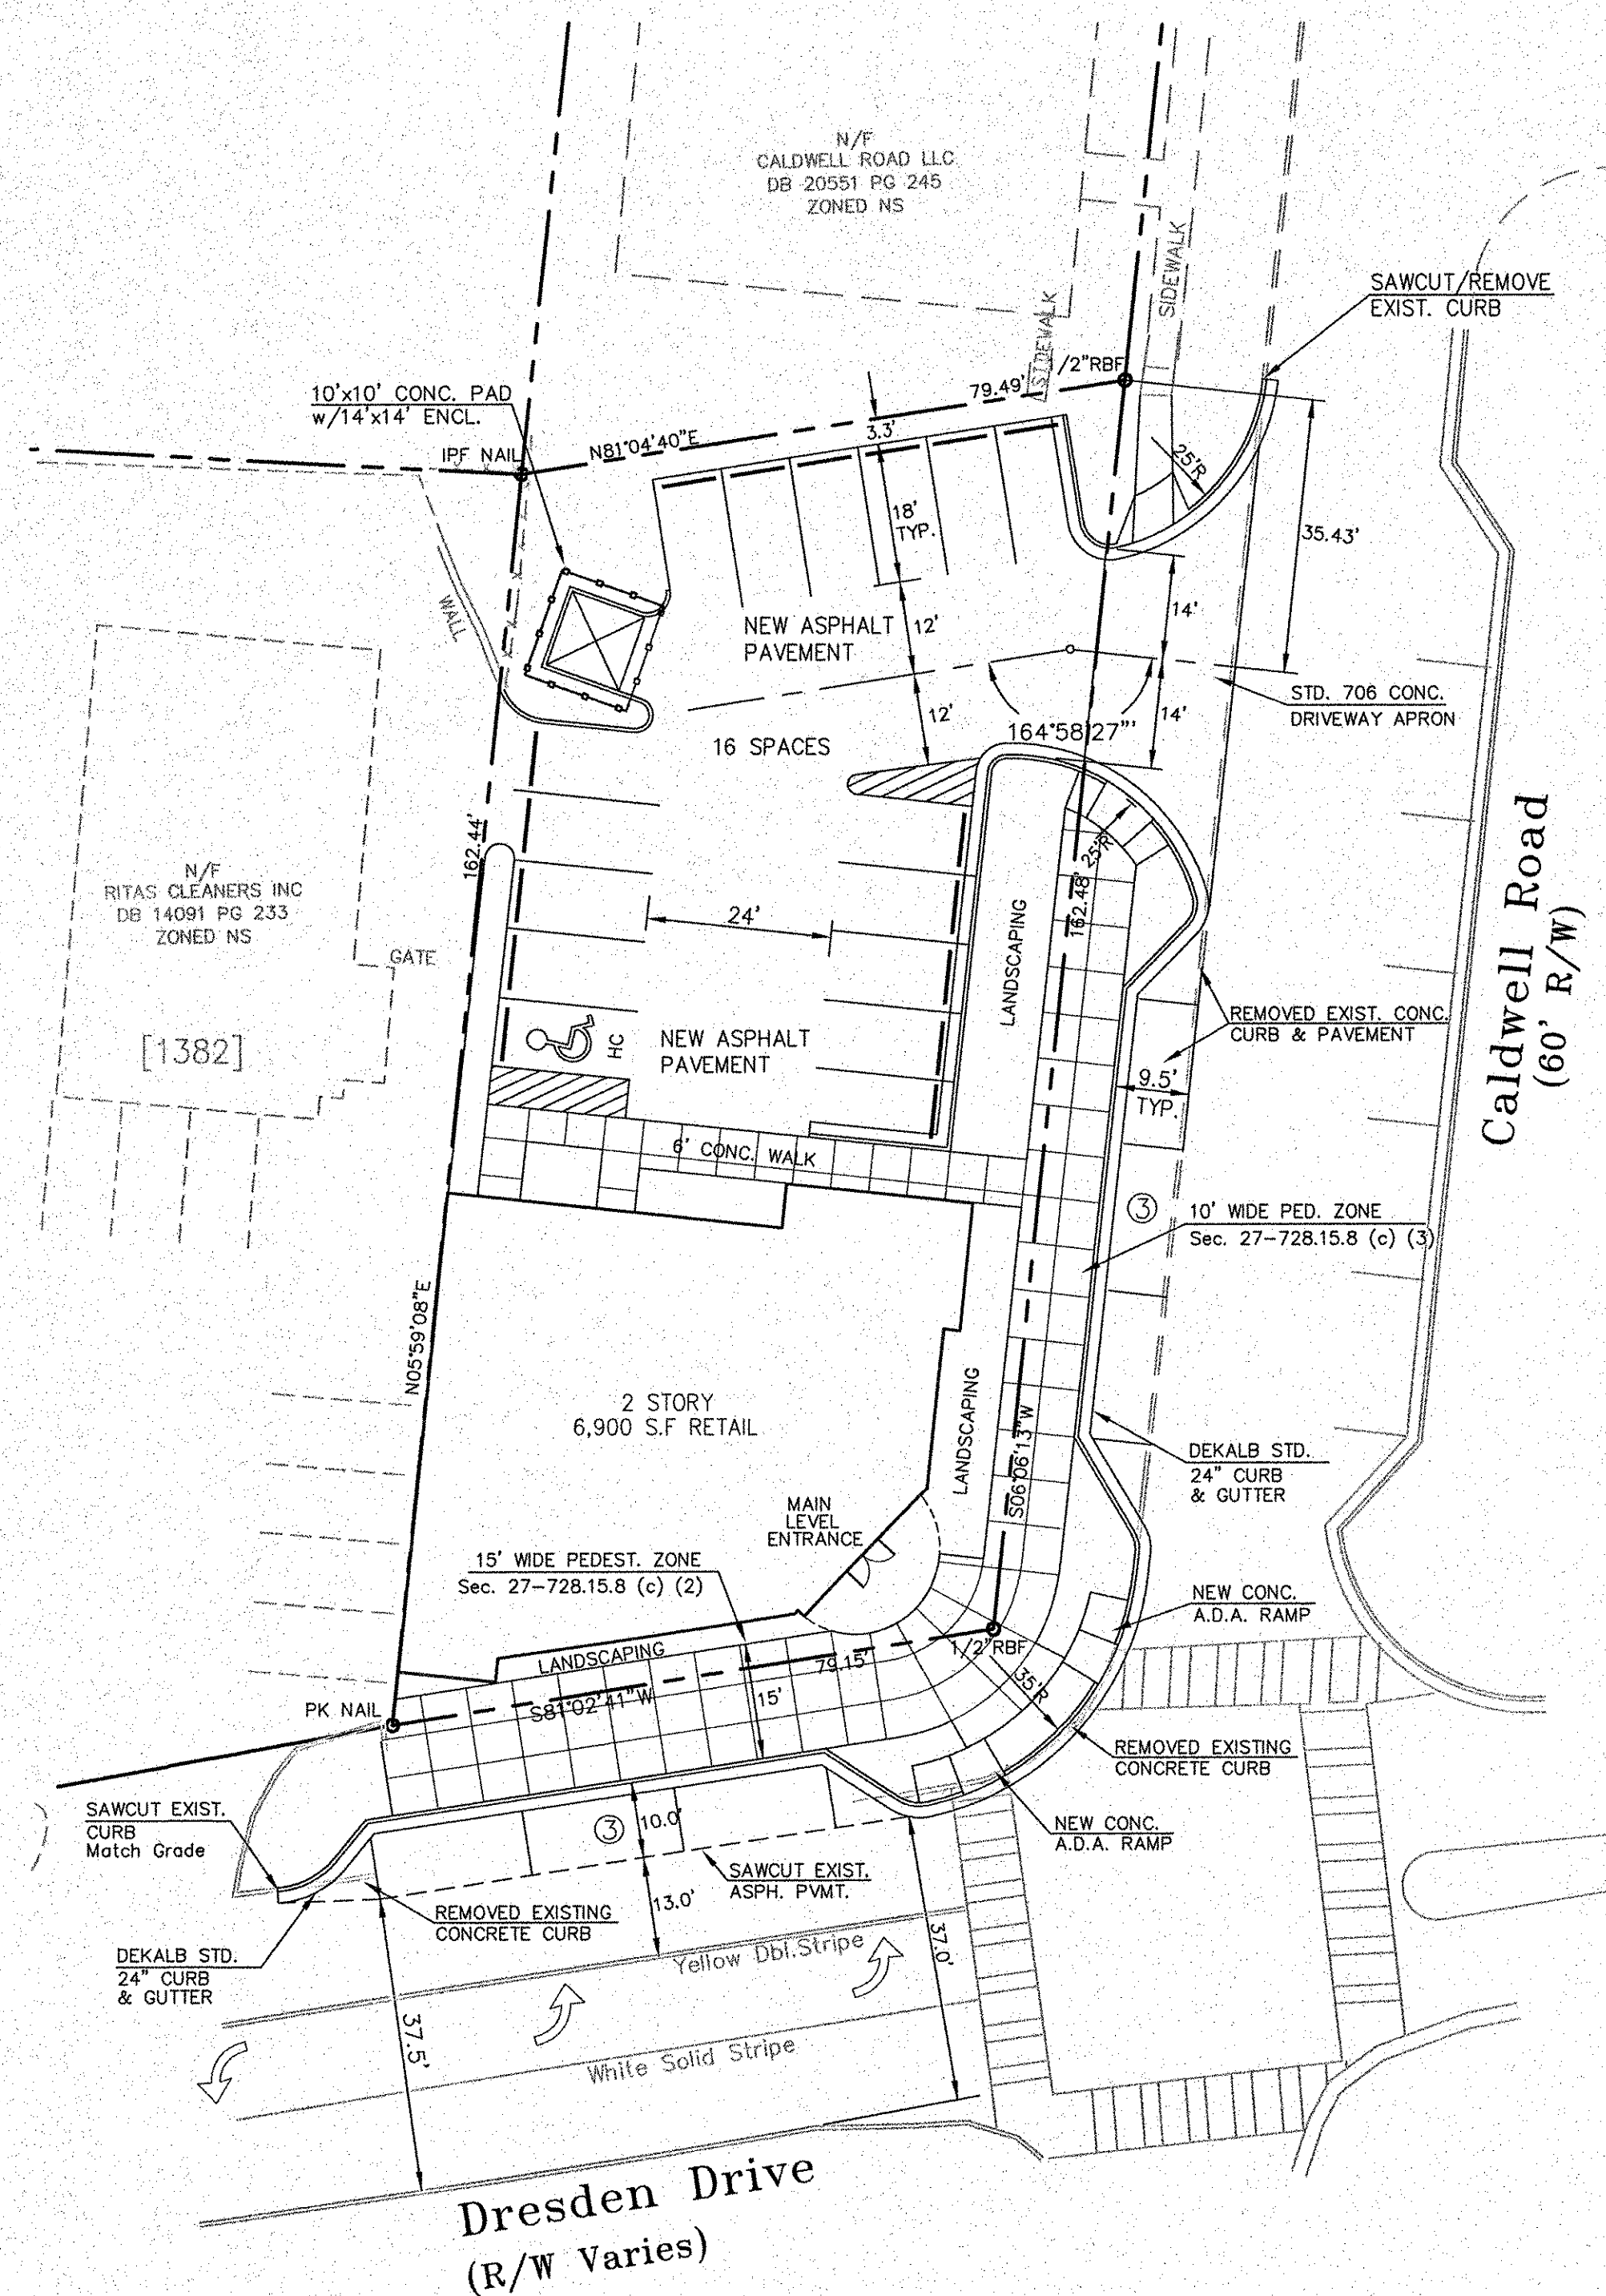 N/F
CALDWELL ROAD LLC
DB 20551 PG 245
ZONED NS
SIDEWALK
SIDEWALK
SAWCUT/REMOVE
EXIST. CURB
10'x10' CONC. PAD
w/14'x14' ENCL.
IPF NAIL
N81°04'40"E
3.3'
79.49'
1/2"RBF
25'R
18'
TYP.
35.43'
WALL
NEW ASPHALT
PAVEMENT
12'
14'
12'
14'
164°58'27"
STD. 706 CONC.
DRIVEWAY APRON
16 SPACES
162.44'
25'R
162.48'
LANDSCAPING
24'
N/F
RITAS CLEANERS INC
DB 14091 PG 233
ZONED NS
GATE
[1382]
Caldwell Road
(60' R/W)
HC
NEW ASPHALT
PAVEMENT
REMOVED EXIST. CONC.
CURB & PAVEMENT
9.5'
TYP.
6' CONC. WALK
3
10' WIDE PED. ZONE
Sec. 27-728.15.8 (c) (3)
N05°59'08"E
2 STORY
6,900 S.F RETAIL
LANDSCAPING
S06°06'13"W
DEKALB STD.
24" CURB
& GUTTER
MAIN
LEVEL
ENTRANCE
15' WIDE PEDEST. ZONE
Sec. 27-728.15.8 (c) (2)
NEW CONC.
A.D.A. RAMP
LANDSCAPING
79.15'
1/2"RBF
35'R
PK NAIL
S81°02'41"W
15'
REMOVED EXISTING
CONCRETE CURB
SAWCUT EXIST.
CURB
Match Grade
3
10.0'
NEW CONC.
A.D.A. RAMP
SAWCUT EXIST.
ASPH. PVMT.
13.0'
REMOVED EXISTING
CONCRETE CURB
DEKALB STD.
24" CURB
& GUTTER
Yellow Dbl.Stripe
37.0'
37.5'
White Solid Stripe
Dresden Drive
(R/W Varies)